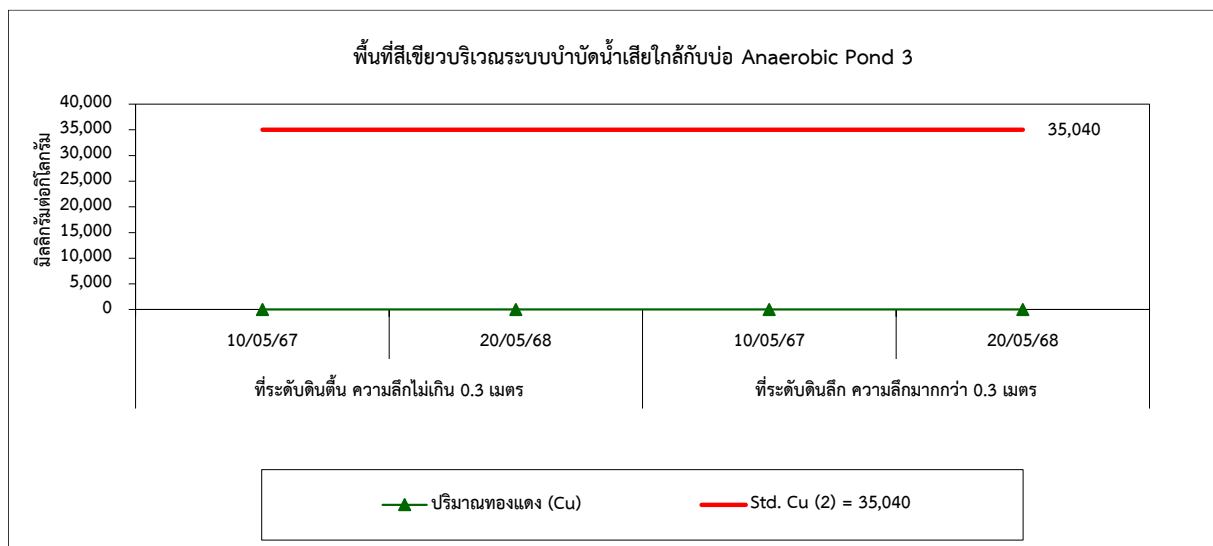 พื้นที่สีเขียวบริเวณระบบบำบัดน้ำเสียใกล้กับบ่อ Anaerobic Pond 3
มิลลิกรัมต่อกิโลกรัม
40,000
35,000
30,000
25,000
20,000
15,000
10,000
5,000
0
35,040
10/05/67
20/05/68
10/05/67
20/05/68
ที่ระดับดินตื้น ความลึกไม่เกิน 0.3 เมตร
ที่ระดับดินลึก ความลึกมากกว่า 0.3 เมตร
ปริมาณทองแดง (Cu)
Std. Cu (2) = 35,040